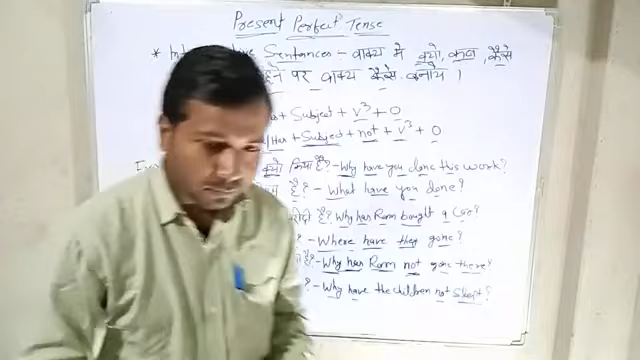 Present Perfect Tense
* Sentences - वाक्य में क्यो, कब, कैसे
होने पर वाक्य कैसे बनाये ।
+ Subject + v³ + O
/Has + Subject + not + v³ + O
क्यो किया है? - Why have you done this work?
है? - What have you done?
है? Why has Ram bought a Car?
? - Where have they gone?
है? - Why has Ram not gone there?
? - Why have the children not slept?